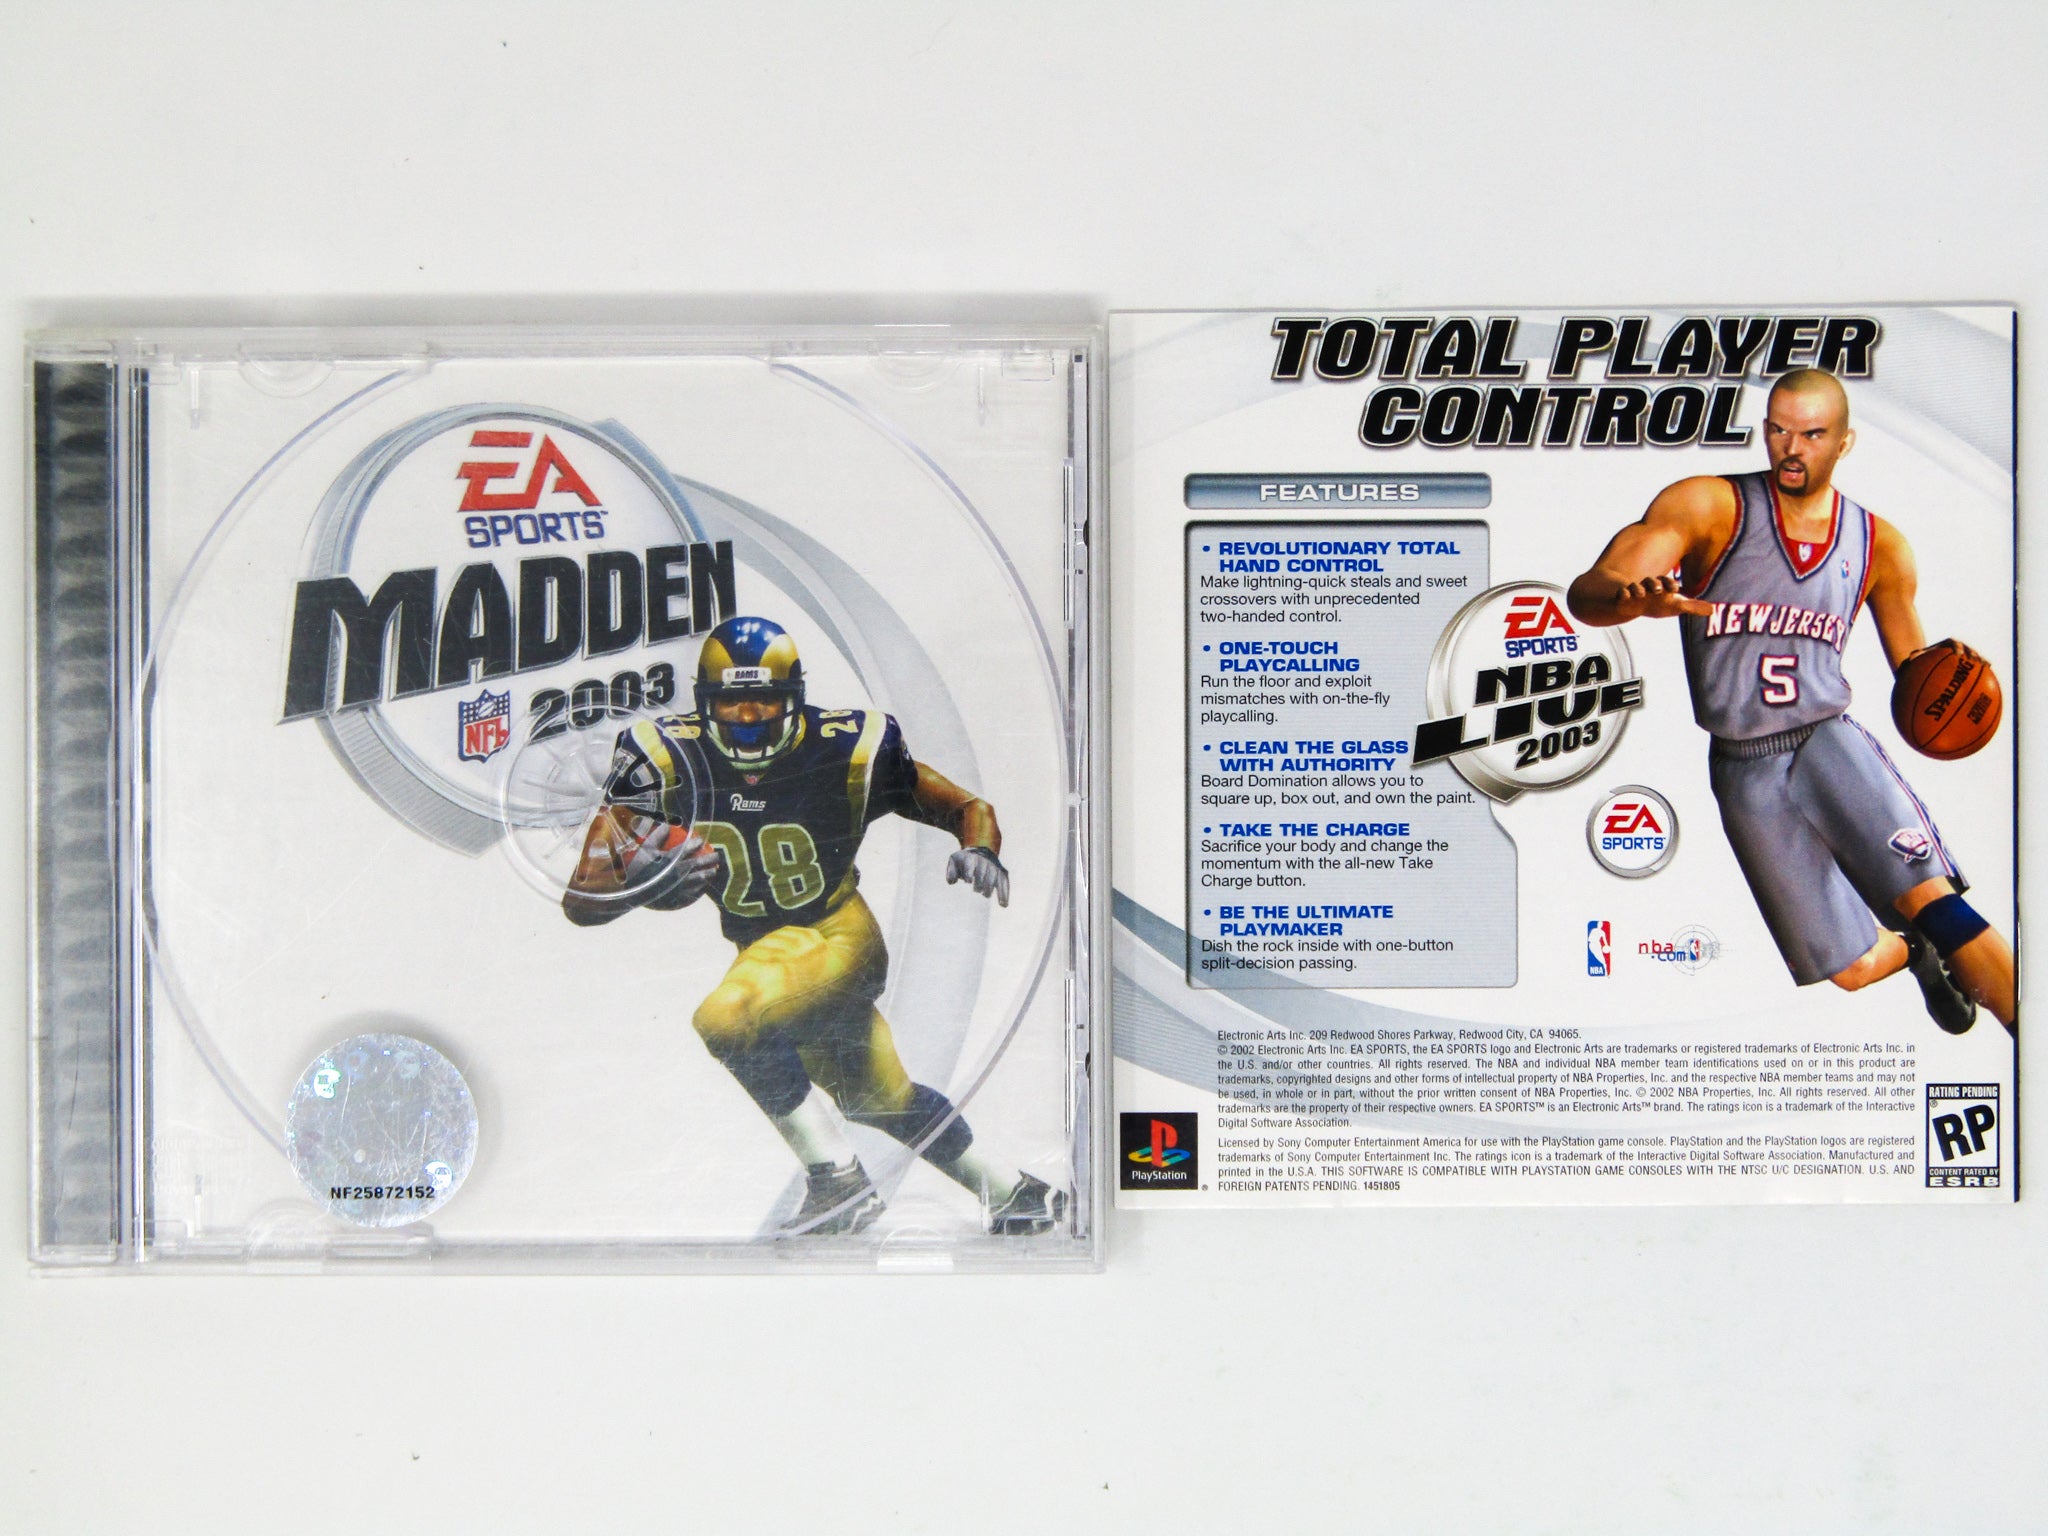 EA
SPORTS™
MADDEN
NFL
2003
RAMS
28
28
Rams
28
NF25872152
TOTAL PLAYER
CONTROL
FEATURES
• REVOLUTIONARY TOTAL
HAND CONTROL
Make lightning-quick steals and sweet
crossovers with unprecedented
two-handed control.
• ONE-TOUCH
PLAYCALLING
Run the floor and exploit
mismatches with on-the-fly
playcalling.
• CLEAN THE GLASS
WITH AUTHORITY
Board Domination allows you to
square up, box out, and own the paint.
• TAKE THE CHARGE
Sacrifice your body and change the
momentum with the all-new Take
Charge button.
• BE THE ULTIMATE
PLAYMAKER
Dish the rock inside with one-button
split-decision passing.
EA
SPORTS™
NBA
LIVE
2003
NEW JERSEY
5
SPALDING
EA
SPORTS™
NBA
nba
.com
Electronic Arts Inc. 209 Redwood Shores Parkway, Redwood City, CA 94065.
© 2002 Electronic Arts Inc. EA SPORTS, the EA SPORTS logo and Electronic Arts are trademarks or registered trademarks of Electronic Arts Inc. in
the U.S. and/or other countries. All rights reserved. The NBA and individual NBA member team identifications used on or in this product are
trademarks, copyrighted designs and other forms of intellectual property of NBA Properties, Inc. and the respective NBA member teams and may not
be used, in whole or in part, without the prior written consent of NBA Properties, Inc. © 2002 NBA Properties, Inc. All rights reserved. All other
trademarks are the property of their respective owners. EA SPORTS™ is an Electronic Arts™ brand. The ratings icon is a trademark of the Interactive
Digital Software Association.
Licensed by Sony Computer Entertainment America for use with the PlayStation game console. PlayStation and the PlayStation logos are registered
trademarks of Sony Computer Entertainment Inc. The ratings icon is a trademark of the Interactive Digital Software Association. Manufactured and
printed in the U.S.A. THIS SOFTWARE IS COMPATIBLE WITH PLAYSTATION GAME CONSOLES WITH THE NTSC U/C DESIGNATION. U.S. AND
FOREIGN PATENTS PENDING. 1451805
PlayStation
®
RATING PENDING
RP
®
CONTENT RATED BY
ESRB